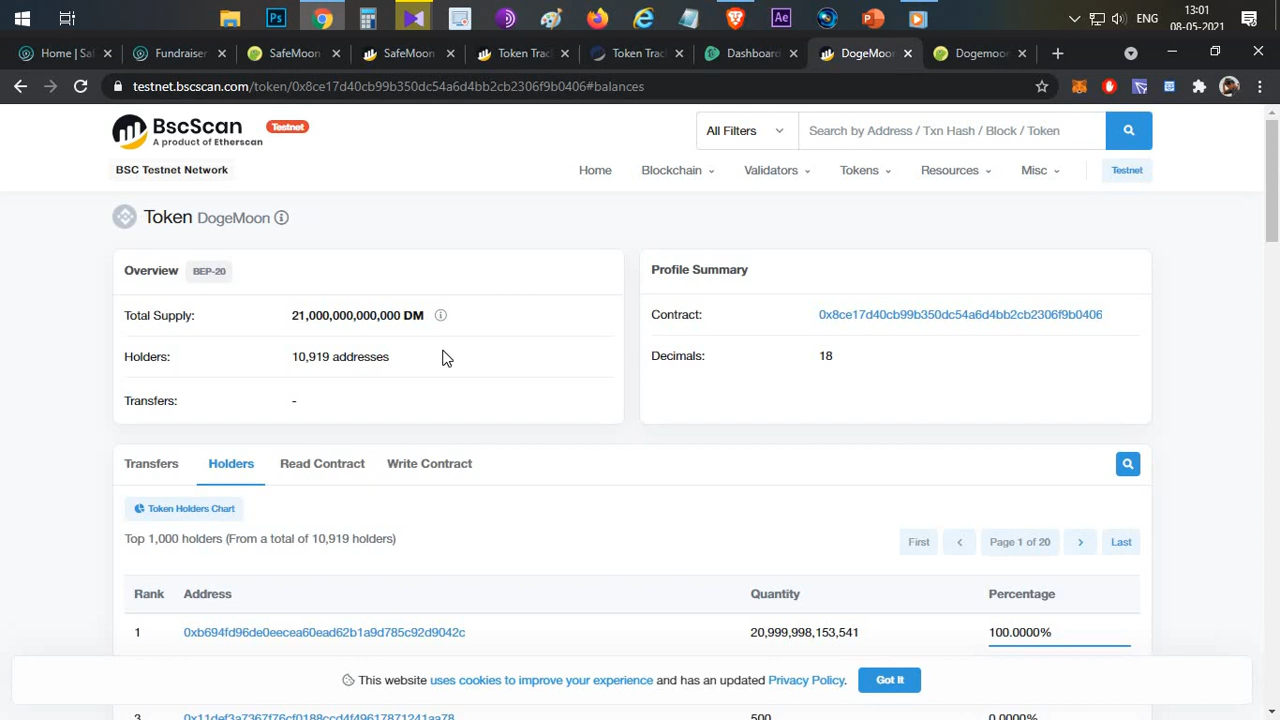 13:01
ENG
08-05-2021
Home | Sa
Fundraiser
SafeMoon
SafeMoon
Token Trac
Token Trac
Dashboard
DogeMoon
Dogemoon
testnet.bscscan.com/token/0x8ce17d40cb99b350dc54a6d4bb2cb2306f9b0406#balances
BscScan Testnet
A product of Etherscan
All Filters
Search by Address / Txn Hash / Block / Token
BSC Testnet Network
Home
Blockchain
Validators
Tokens
Resources
Misc
Testnet
Token DogeMoon
Overview BEP-20
Profile Summary
Total Supply: 21,000,000,000,000 DM
Contract: 0x8ce17d40cb99b350dc54a6d4bb2cb2306f9b0406
Holders: 10,919 addresses
Decimals: 18
Transfers: -
Transfers
Holders
Read Contract
Write Contract
Token Holders Chart
Top 1,000 holders (From a total of 10,919 holders)
First
Page 1 of 20
Last
Rank Address Quantity Percentage
1 0xb694fd96de0eecea60ead62b1a9d785c92d9042c 20,999,998,153,541 100.0000%
This website uses cookies to improve your experience and has an updated Privacy Policy.
Got It
3 0x11def3a7367f76cf0188ccd4f49617871241aa78 500 0.0000%